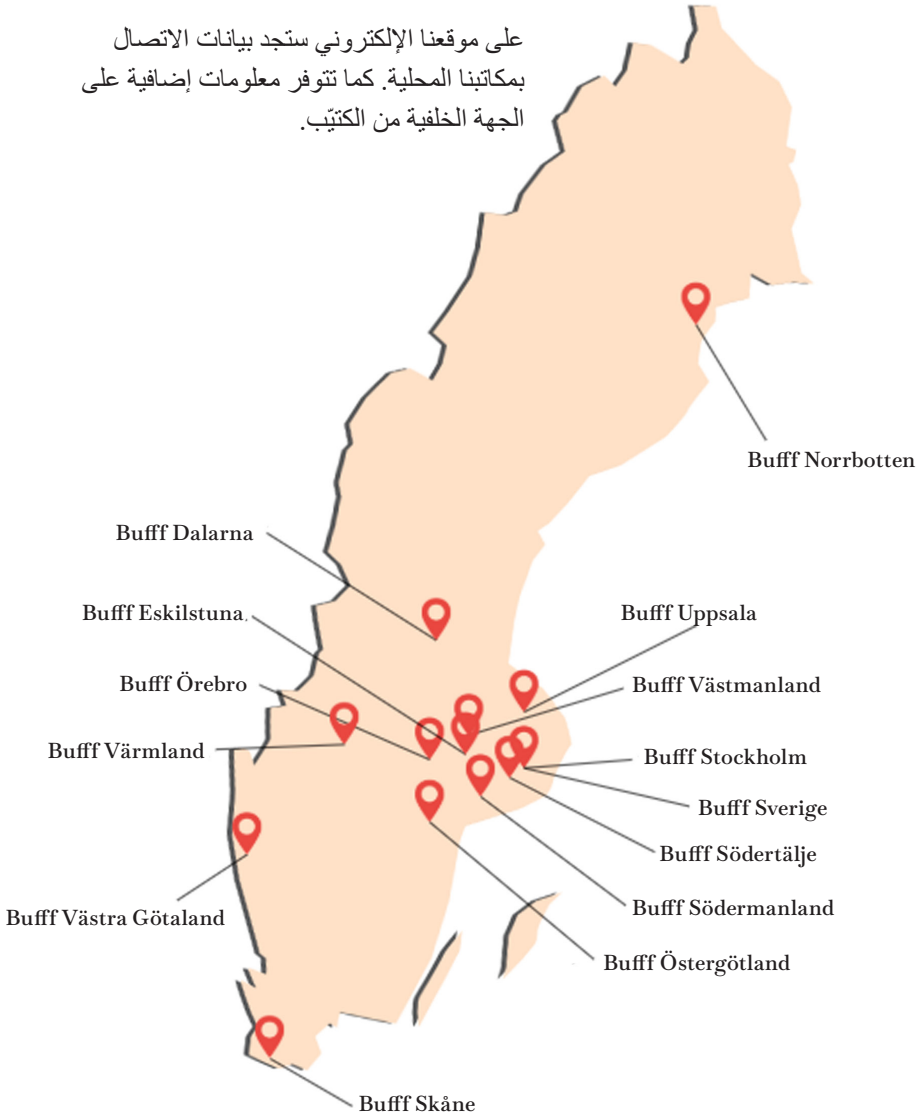 على موقعنا الإلكتروني ستجد بيانات الاتصال
بمكاتبنا المحلية. كما تتوفر معلومات إضافية على
الجهة الخلفية من الكتيّب.
Bufff Norrbotten
Bufff Dalarna
Bufff Eskilstuna
Bufff Uppsala
Bufff Örebro
Bufff Västmanland
Bufff Värmland
Bufff Stockholm
Bufff Sverige
Bufff Södertälje
Bufff Västra Götaland
Bufff Södermanland
Bufff Östergötland
Bufff Skåne